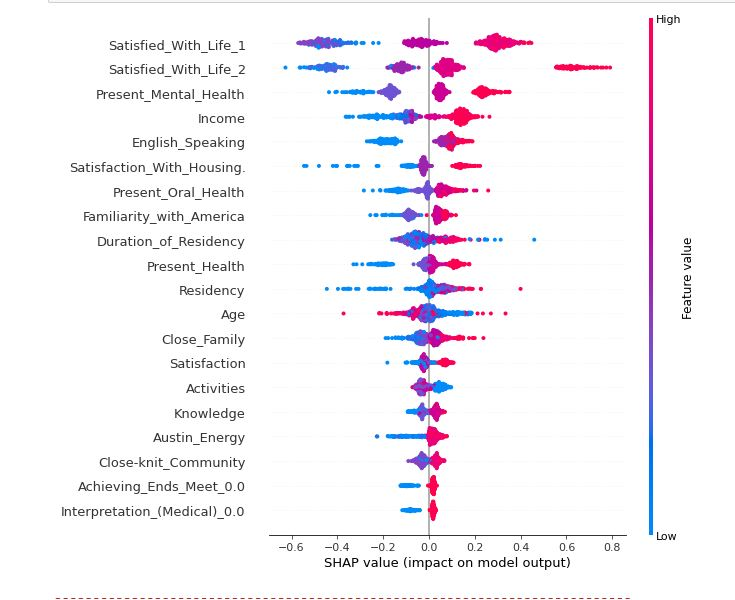 High
Satisfied_With_Life_1
Satisfied_With_Life_2
Present_Mental_Health
Income
English_Speaking
Satisfaction_With_Housing.
Present_Oral_Health
Familiarity_with_America
Duration_of_Residency
Present_Health
Residency
Age
Close_Family
Satisfaction
Activities
Knowledge
Austin_Energy
Close-knit_Community
Achieving_Ends_Meet_0.0
Interpretation_(Medical)_0.0
Feature value
Low
−0.6 −0.4 −0.2 0.0 0.2 0.4 0.6 0.8
SHAP value (impact on model output)